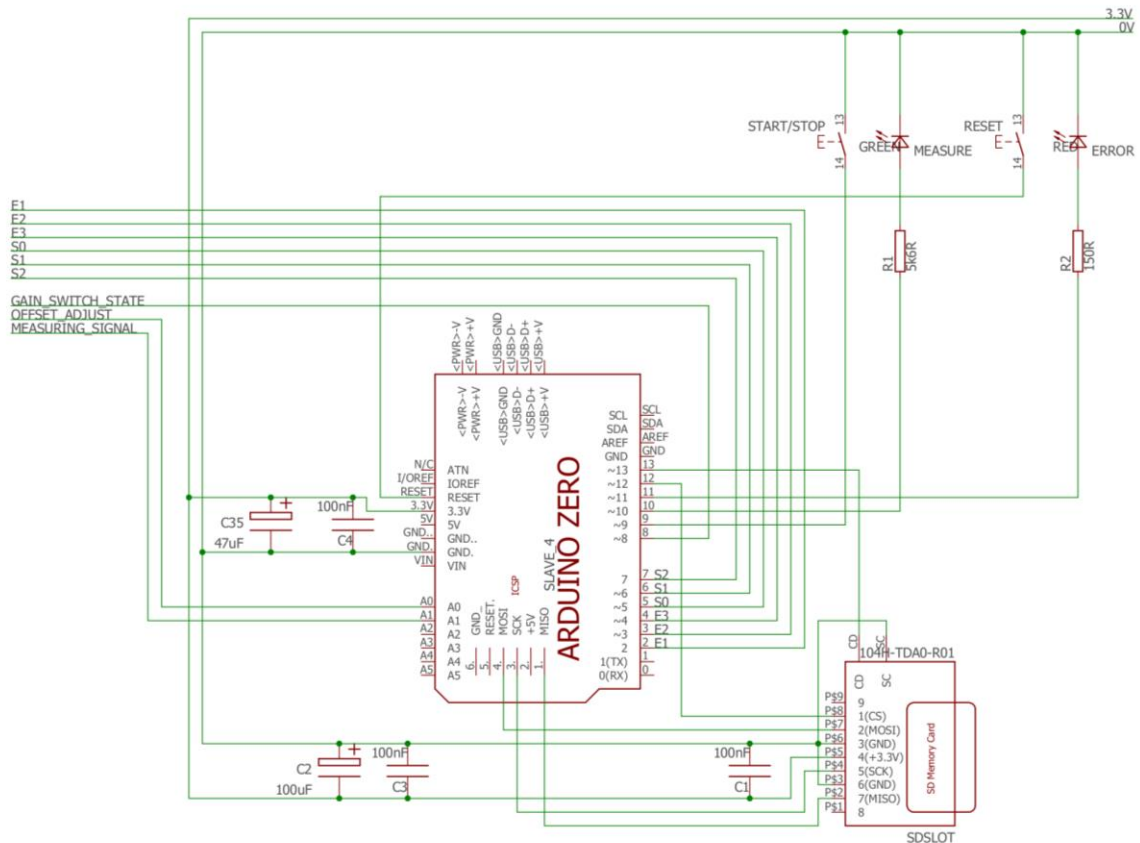 3.3V
0V
START/STOP
13
14
GREEN
MEASURE
RESET
13
14
RED
ERROR
E1
E2
E3
S0
S1
S2
R1
5k6R
R2
150R
GAIN_SWITCH_STATE
OFFSET_ADJUST
MEASURING_SIGNAL
<PWR>-V
<PWR>+V
<USB>GND
<USB>D-
<USB>D+
<USB>+V
<PWR>-V
<PWR>+V
<USB>GND
<USB>D-
<USB>D+
<USB>+V
SCL SCL
SDA SDA
AREF AREF
GND GND
~13 13
~12 12
~11 11
~10 10
~9 9
~8 8
7 7 S2
~6 6 S1
~5 5 S0
~4 4 E3
~3 3 E2
2 2 E1
1(TX) 1
0(RX) 0
N/C ATN
I/OREF IOREF
RESET RESET
3.3V 3.3V
5V 5V
GND.. GND..
GND. GND.
VIN VIN
A0 A0
A1 A1
A2 A2
A3 A3
A4 A4
A5 A5
C35
47uF
100nF
C4
ICSP
SLAVE_4
ARDUINO ZERO
GND_
RESET.
MOSI
SCK
+5V
MISO
6.
5.
4.
3.
2.
1.
C2
100uF
100nF
C3
100nF
C1
CD
SC
104H-TDA0-R01
CD
SC
P$9 9
P$8 1(CS)
P$7 2(MOSI)
P$6 3(GND)
P$5 4(+3.3V)
P$4 5(SCK)
P$3 6(GND)
P$2 7(MISO)
P$1 8
SD Memory Card
SDSLOT